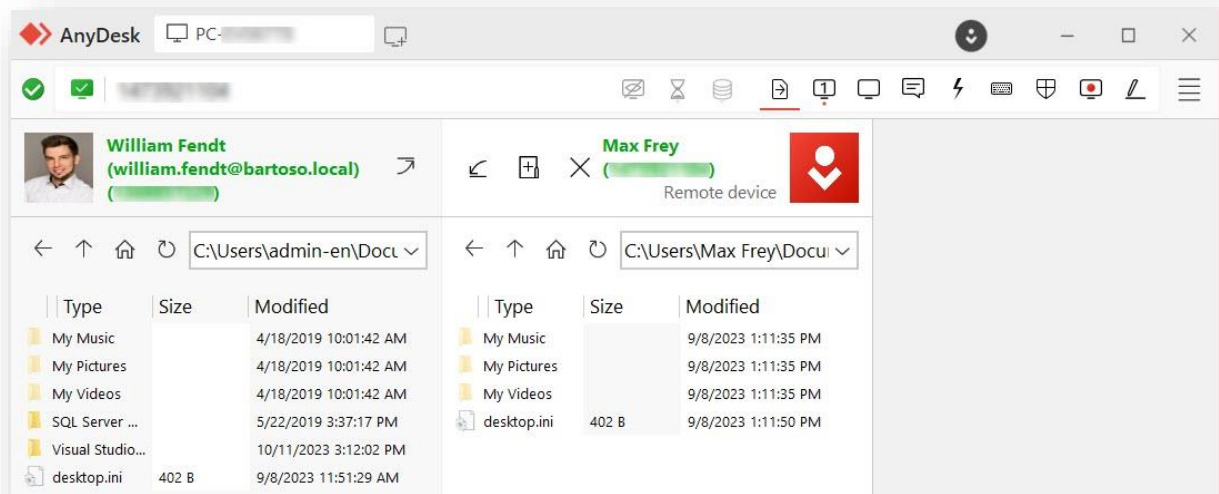 AnyDesk PC-
William Fendt
(william.fendt@bartoso.local)
(
)
Max Frey
(
)
Remote device
C:\Users\admin-en\Docu
C:\Users\Max Frey\Docu
Type Size Modified
My Music 4/18/2019 10:01:42 AM
My Pictures 4/18/2019 10:01:42 AM
My Videos 4/18/2019 10:01:42 AM
SQL Server ... 5/22/2019 3:37:17 PM
Visual Studio... 10/11/2023 3:12:02 PM
desktop.ini 402 B 9/8/2023 11:51:29 AM
Type Size Modified
My Music 9/8/2023 1:11:35 PM
My Pictures 9/8/2023 1:11:35 PM
My Videos 9/8/2023 1:11:35 PM
desktop.ini 402 B 9/8/2023 1:11:50 PM